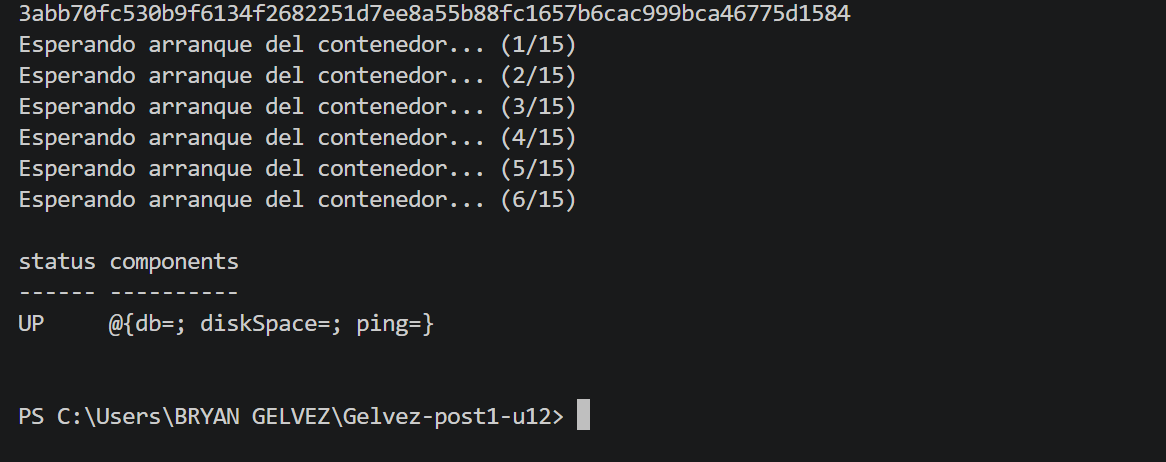 3abb70fc530b9f6134f2682251d7ee8a55b88fc1657b6cac999bca46775d1584
Esperando arranque del contenedor... (1/15)
Esperando arranque del contenedor... (2/15)
Esperando arranque del contenedor... (3/15)
Esperando arranque del contenedor... (4/15)
Esperando arranque del contenedor... (5/15)
Esperando arranque del contenedor... (6/15)
status components
------ ----------
UP     @{db=; diskSpace=; ping=}
PS C:\Users\BRYAN GELVEZ\Gelvez-post1-u12>